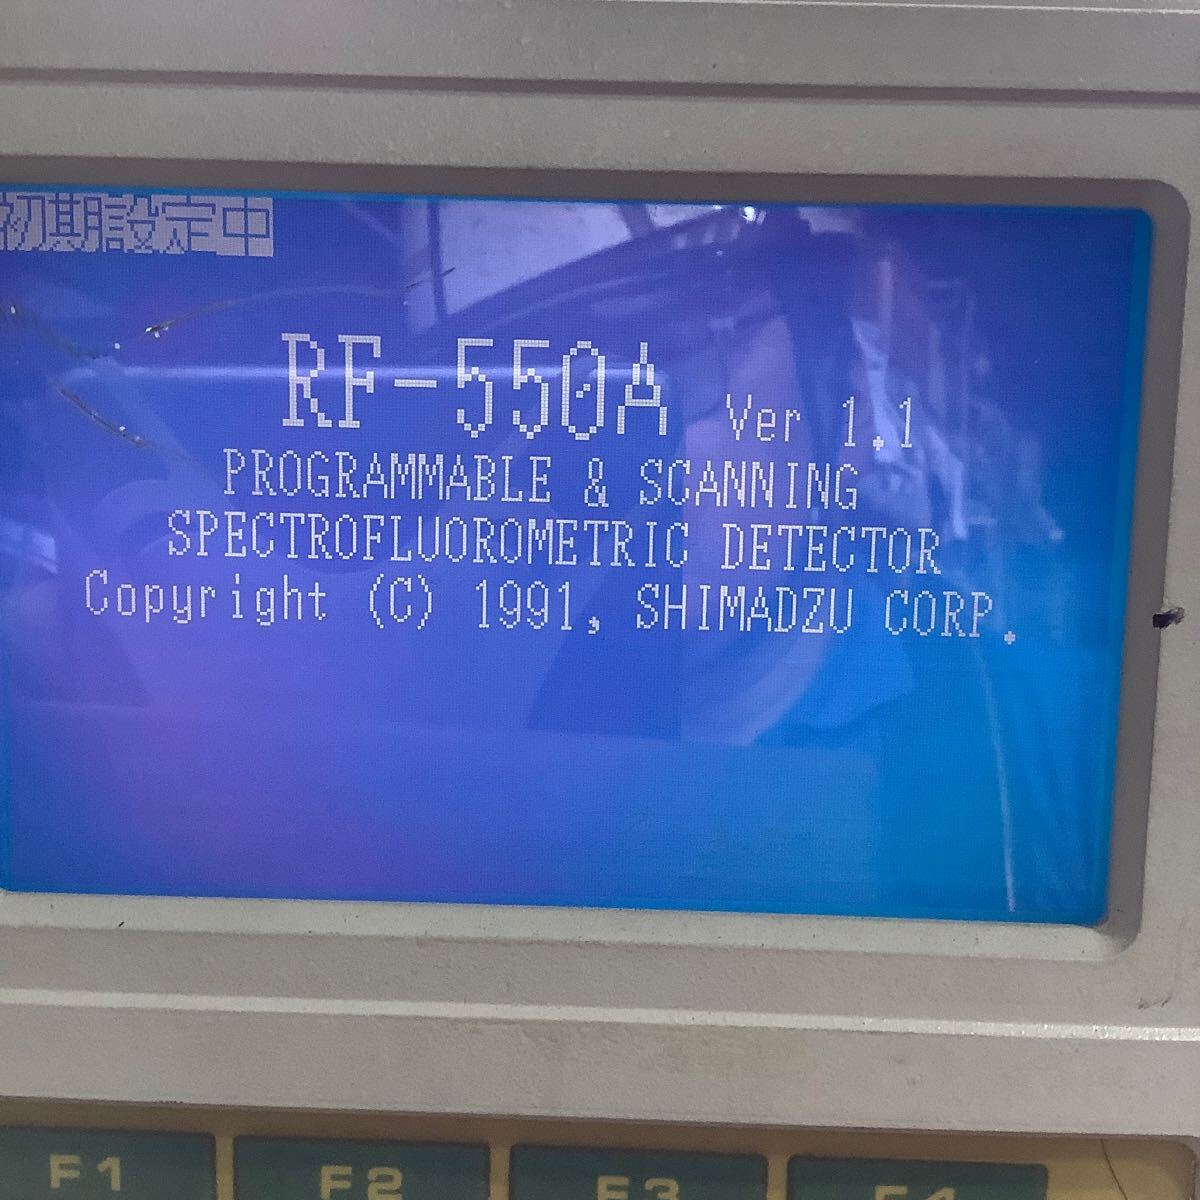 初期設定中
RF-550A Ver 1.1
PROGRAMMABLE & SCANNING
SPECTROFLUOROMETRIC DETECTOR
Copyright (C) 1991, SHIMADZU CORP.
F1 F2 F3 F4